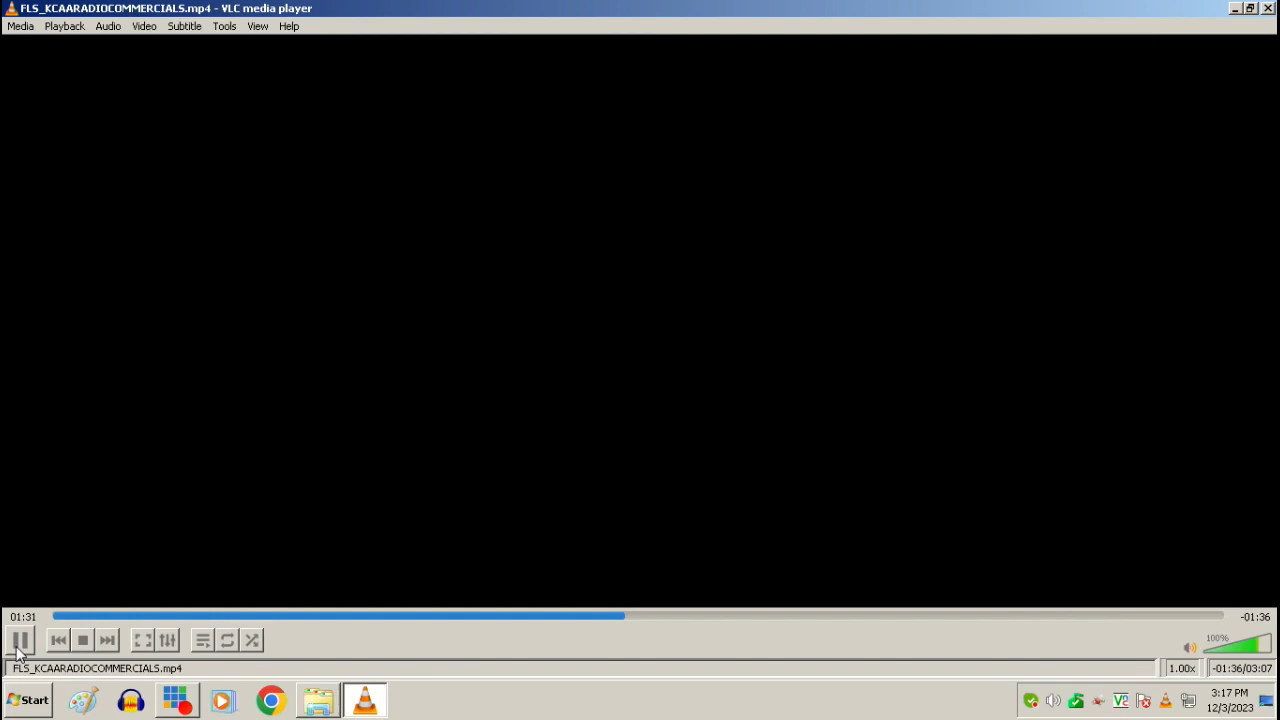 FLS_KCAARADIOCOMMERCIALS.mp4 - VLC media player
Media Playback Audio Video Subtitle Tools View Help
01:31 -01:36
100%
FLS_KCAARADIOCOMMERCIALS.mp4 1.00x -01:36/03:07
Start 3:17 PM
12/3/2023